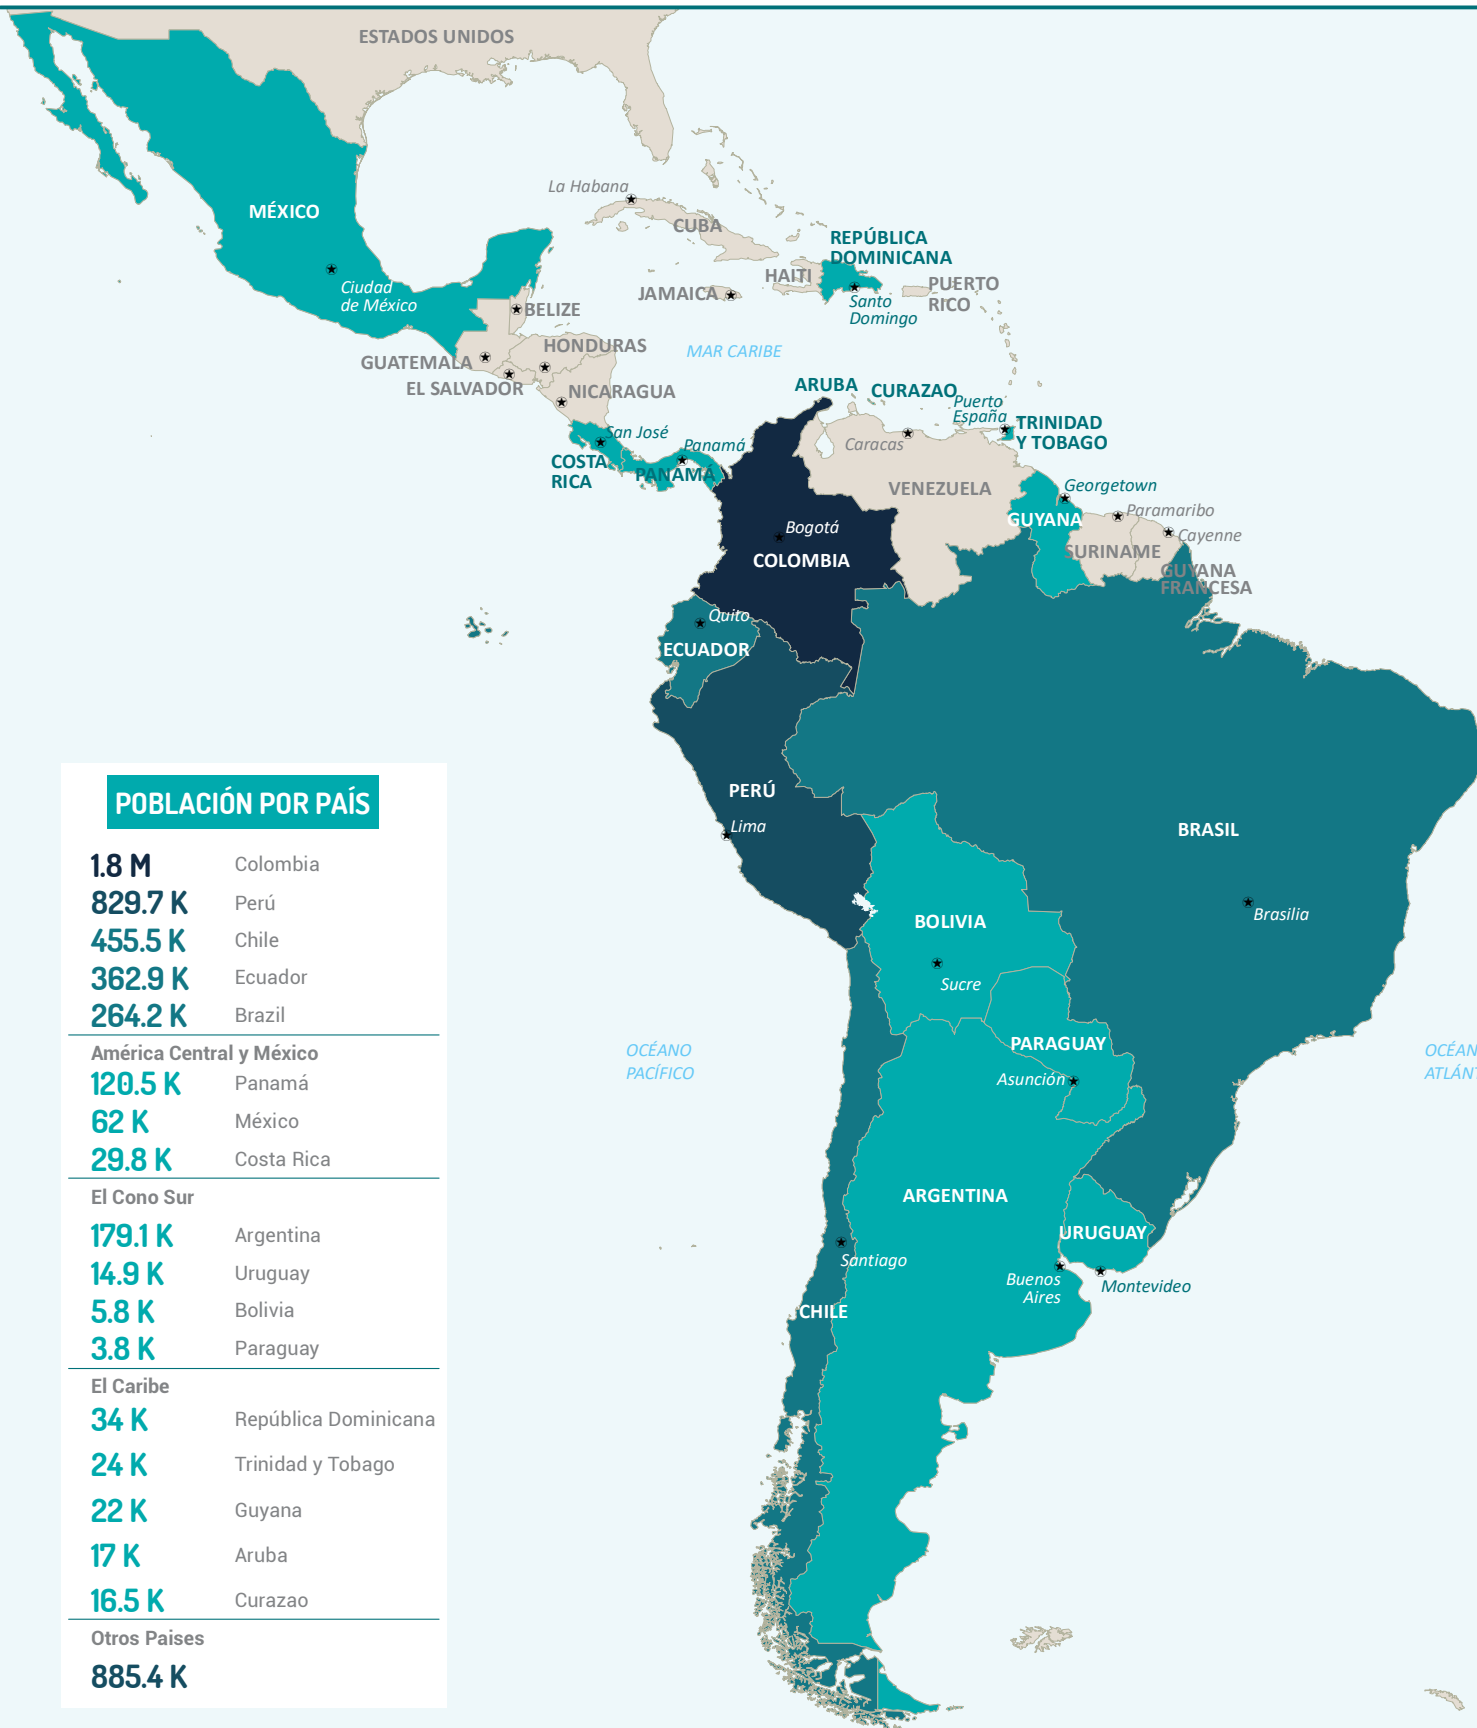 ESTADOS UNIDOS
La Habana
MÉXICO
CUBA
REPÚBLICA
DOMINICANA
HAITI
Ciudad
de México
JAMAICA
PUERTO
RICO
Santo
Domingo
BELIZE
HONDURAS
MAR CARIBE
GUATEMALA
EL SALVADOR
NICARAGUA
ARUBA
CURAZAO
Puerto
España
TRINIDAD
Y TOBAGO
San José
Panamá
Caracas
COSTA
RICA
PANAMÁ
VENEZUELA
Georgetown
GUYANA
Paramaribo
Cayenne
Bogotá
COLOMBIA
SURINAME
GUYANA
FRANCESA
Quito
ECUADOR
PERÚ
Lima
BRASIL
Brasilia
BOLIVIA
Sucre
OCÉANO
PACÍFICO
PARAGUAY
Asunción
OCÉAN
ATLÁNT
ARGENTINA
URUGUAY
Santiago
Buenos
Aires
Montevideo
CHILE
POBLACIÓN POR PAÍS
1.8 M Colombia
829.7 K Perú
455.5 K Chile
362.9 K Ecuador
264.2 K Brazil
América Central y México
120.5 K Panamá
62 K México
29.8 K Costa Rica
El Cono Sur
179.1 K Argentina
14.9 K Uruguay
5.8 K Bolivia
3.8 K Paraguay
El Caribe
34 K República Dominicana
24 K Trinidad y Tobago
22 K Guyana
17 K Aruba
16.5 K Curazao
Otros Paises
885.4 K